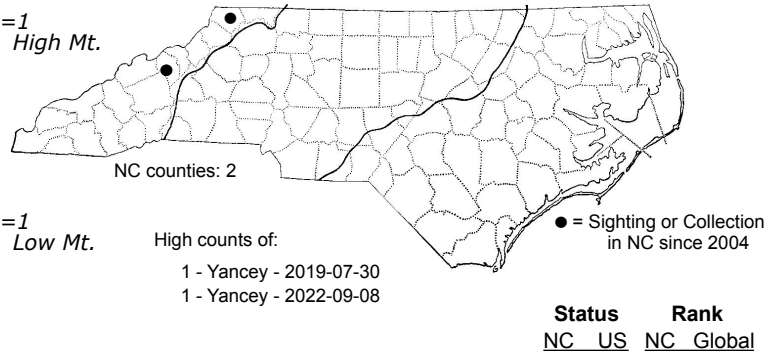 =1
High Mt.
NC counties: 2
=1
Low Mt.
High counts of:
1 - Yancey - 2019-07-30
1 - Yancey - 2022-09-08
● = Sighting or Collection
in NC since 2004
Status Rank
NC US NC Global